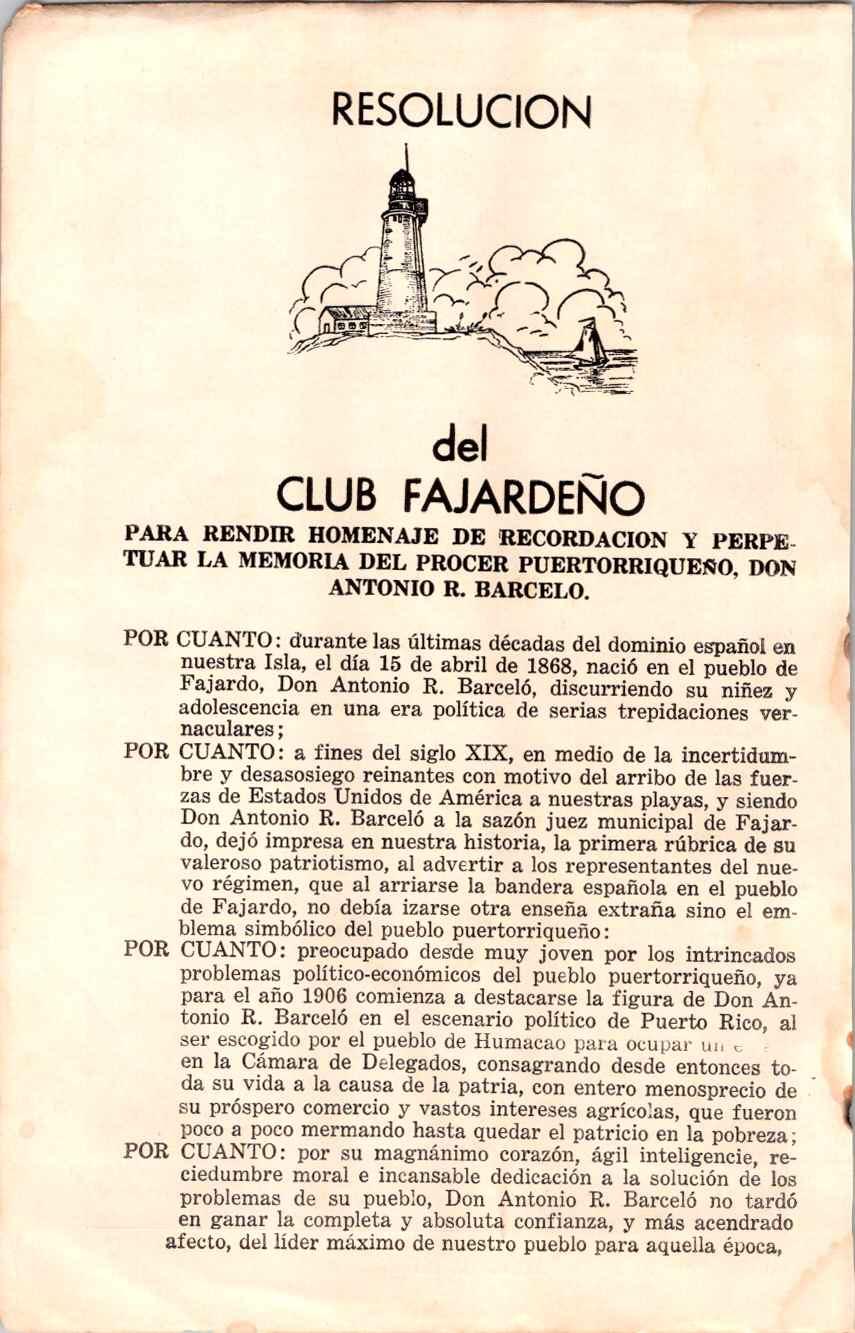 RESOLUCION
del
CLUB FAJARDEÑO
PARA RENDIR HOMENAJE DE RECORDACION Y PERPE-
TUAR LA MEMORIA DEL PROCER PUERTORRIQUEÑO, DON
ANTONIO R. BARCELO.
POR CUANTO: durante las últimas décadas del dominio español en
nuestra Isla, el día 15 de abril de 1868, nació en el pueblo de
Fajardo, Don Antonio R. Barceló, discurriendo su niñez y
adolescencia en una era política de serias trepidaciones ver-
naculares;
POR CUANTO: a fines del siglo XIX, en medio de la incertidum-
bre y desasosiego reinantes con motivo del arribo de las fuer-
zas de Estados Unidos de América a nuestras playas, y siendo
Don Antonio R. Barceló a la sazón juez municipal de Fajar-
do, dejó impresa en nuestra historia, la primera rúbrica de su
valeroso patriotismo, al advertir a los representantes del nue-
vo régimen, que al arriarse la bandera española en el pueblo
de Fajardo, no debía izarse otra enseña extraña sino el em-
blema simbólico del pueblo puertorriqueño:
POR CUANTO: preocupado desde muy joven por los intrincados
problemas político-económicos del pueblo puertorriqueño, ya
para el año 1906 comienza a destacarse la figura de Don An-
tonio R. Barceló en el escenario político de Puerto Rico, al
ser escogido por el pueblo de Humacao para ocupar un
en la Cámara de Delegados, consagrando desde entonces to-
da su vida a la causa de la patria, con entero menosprecio de
su próspero comercio y vastos intereses agrícolas, que fueron
poco a poco mermando hasta quedar el patricio en la pobreza;
POR CUANTO: por su magnánimo corazón, ágil inteligencie, re-
ciedumbre moral e incansable dedicación a la solución de los
problemas de su pueblo, Don Antonio R. Barceló no tardó
en ganar la completa y absoluta confianza, y más acendrado
afecto, del líder máximo de nuestro pueblo para aquella época,